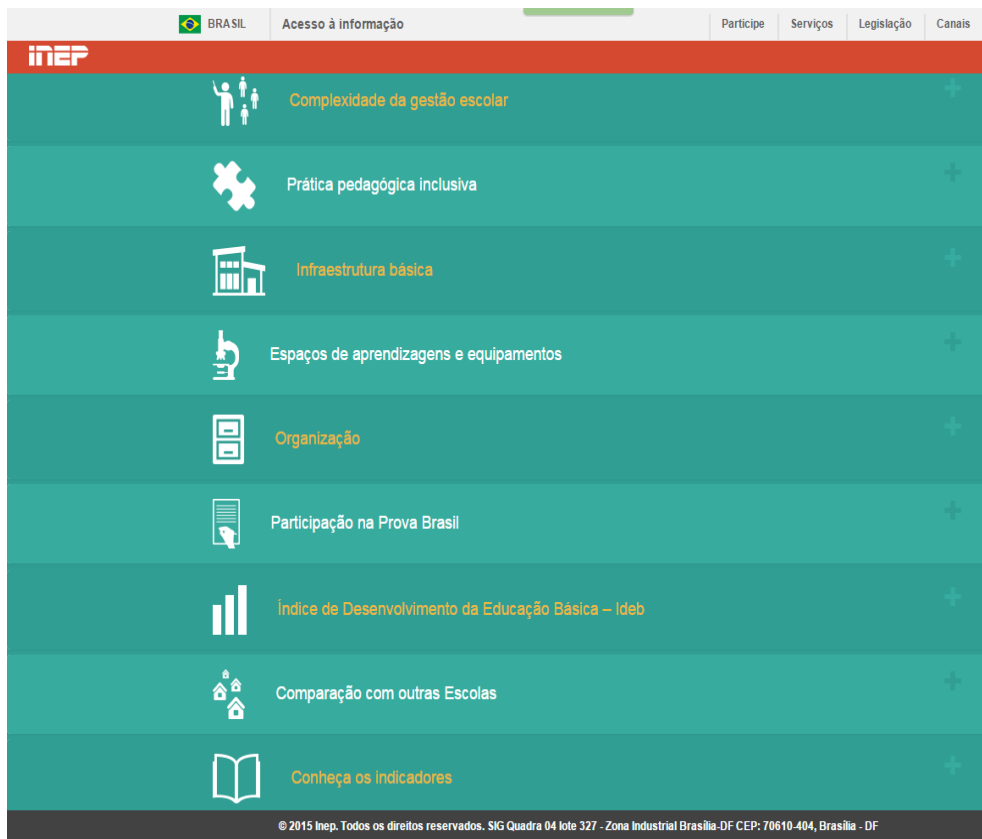 BRASIL Acesso à informação Participe Serviços Legislação Canais
inep
Complexidade da gestão escolar
Prática pedagógica inclusiva
Infraestrutura básica
Espaços de aprendizagens e equipamentos
Organização
Participação na Prova Brasil
Índice de Desenvolvimento da Educação Básica – Ideb
Comparação com outras Escolas
Conheça os indicadores
© 2015 Inep. Todos os direitos reservados. SIG Quadra 04 lote 327 - Zona Industrial Brasília-DF CEP: 70610-404, Brasília - DF